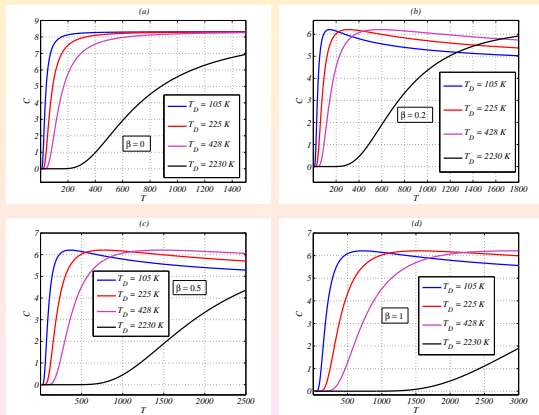 (a)
C
9
8
7
6
5
4
3
2
1
0
T_D = 105 K
T_D = 225 K
T_D = 428 K
T_D = 2230 K
β = 0
200 400 600 800 1000 1200 1400
T
(b)
C
6
5
4
3
2
1
0
T_D = 105 K
T_D = 225 K
T_D = 428 K
T_D = 2230 K
β = 0.2
200 400 600 800 1000 1200 1400 1600 1800
T
(c)
C
7
6
5
4
3
2
1
0
T_D = 105 K
T_D = 225 K
T_D = 428 K
T_D = 2230 K
β = 0.5
500 1000 1500 2000 2500
T
(d)
C
7
6
5
4
3
2
1
0
T_D = 105 K
T_D = 225 K
T_D = 428 K
T_D = 2230 K
β = 1
500 1000 1500 2000 2500 3000
T